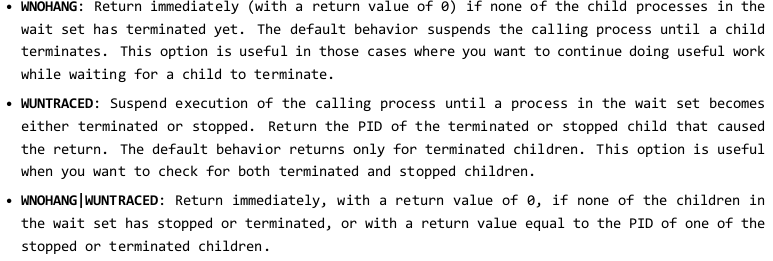 • WNOHANG: Return immediately (with a return value of 0) if none of the child processes in the
wait set has terminated yet. The default behavior suspends the calling process until a child
terminates. This option is useful in those cases where you want to continue doing useful work
while waiting for a child to terminate.
• WUNTRACED: Suspend execution of the calling process until a process in the wait set becomes
either terminated or stopped. Return the PID of the terminated or stopped child that caused
the return. The default behavior returns only for terminated children. This option is useful
when you want to check for both terminated and stopped children.
• WNOHANG|WUNTRACED: Return immediately, with a return value of 0, if none of the children in
the wait set has stopped or terminated, or with a return value equal to the PID of one of the
stopped or terminated children.